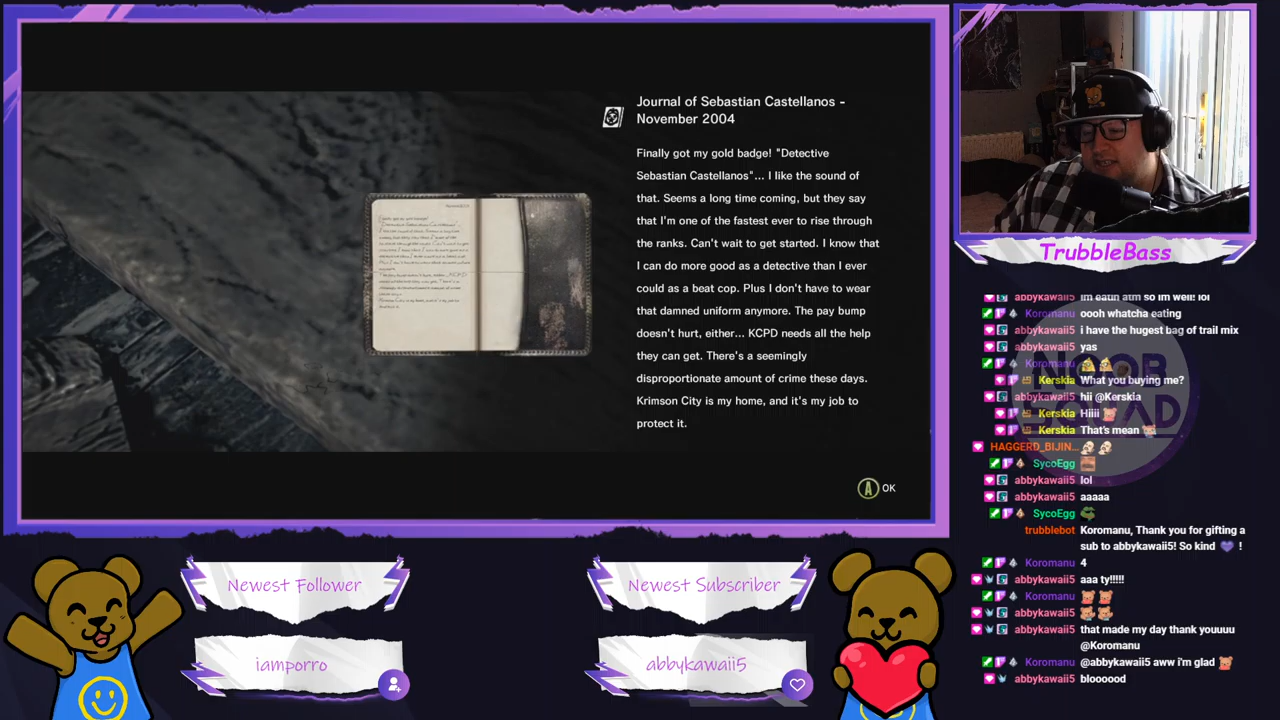 Journal of Sebastian Castellanos -
November 2004
Finally got my gold badge! "Detective
Sebastian Castellanos"... I like the sound of
that. Seems a long time coming, but they say
that I'm one of the fastest ever to rise through
the ranks. Can't wait to get started. I know that
I can do more good as a detective than I ever
could as a beat cop. Plus I don't have to wear
that damned uniform anymore. The pay bump
doesn't hurt, either... KCPD needs all the help
they can get. There's a seemingly
disproportionate amount of crime these days.
Krimson City is my home, and it's my job to
protect it.
A OK
TrubbleBass
abbykawaii5 im eatin atm so im well! lol
Koromanu oooh whatcha eating
abbykawaii5 i have the hugest bag of trail mix
abbykawaii5 yas
Koromanu
Kerskia What you buying me?
abbykawaii5 hii @Kerskia
Kerskia Hiiii
Kerskia That's mean
HAGGERD_BIJIN...
SycoEgg
abbykawaii5 lol
abbykawaii5 aaaaa
SycoEgg
trubblebot Koromanu, Thank you for gifting a
sub to abbykawaii5! So kind !
Koromanu 4
abbykawaii5 aaa ty!!!!!
Koromanu
abbykawaii5
abbykawaii5 that made my day thank youuuu
@Koromanu
Koromanu @abbykawaii5 aww i'm glad
abbykawaii5 bloooood
NOOB
SQUAD
Newest Follower
iamporro
Newest Subscriber
abbykawaii5